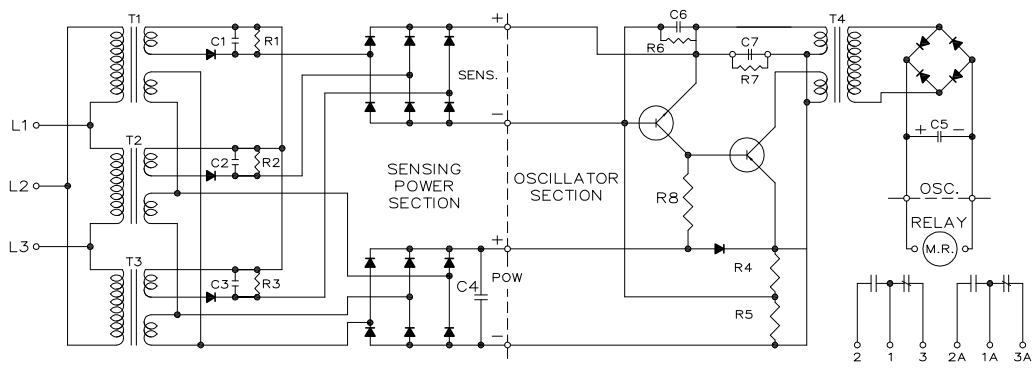 T1
C1
R1
+
C6
R6
C7
R7
T4
SENS.
L1
−
C5
+ −
T2
C2
R2
L2
SENSING
POWER
SECTION
OSCILLATOR
SECTION
R8
OSC.
RELAY
M.R.
L3
T3
C3
R3
+
POW
C4
−
R4
R5
2 1 3 2A 1A 3A